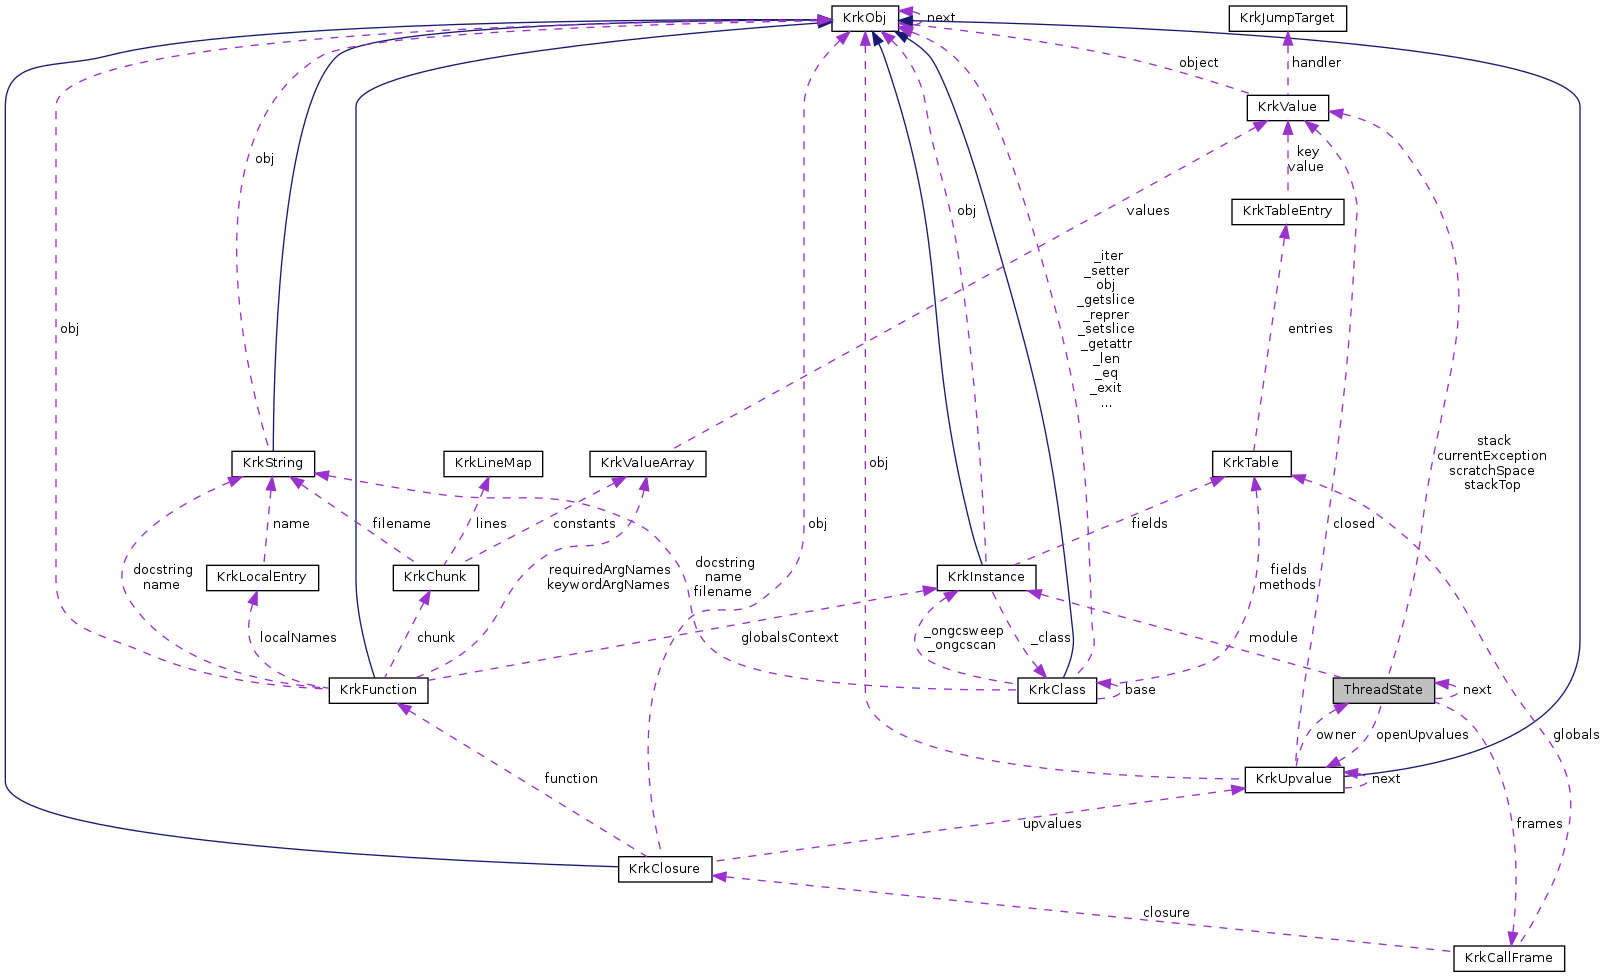 KrkObj
next
KrkJumpTarget
object
handler
KrkValue
obj
key
value
obj
values
KrkTableEntry
_iter
_setter
obj
_getslice
_reprer
_setslice
_getattr
_len
_eq
_exit
...
obj
entries
KrkString
KrkLineMap
KrkValueArray
obj
KrkTable
stack
currentException
scratchSpace
stackTop
name
filename
lines
constants
obj
fields
closed
docstring
name
KrkLocalEntry
KrkChunk
requiredArgNames
keywordArgNames
docstring
name
filename
KrkInstance
fields
methods
localNames
chunk
globalsContext
_ongcsweep
_ongcscan
_class
module
KrkFunction
KrkClass
base
ThreadState
next
owner
openUpvalues
globals
function
KrkUpvalue
next
upvalues
frames
KrkClosure
closure
KrkCallFrame